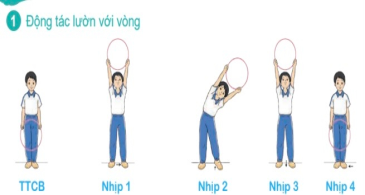 1 Động tác lườn với vòng
TTCB Nhịp 1 Nhịp 2 Nhịp 3 Nhịp 4